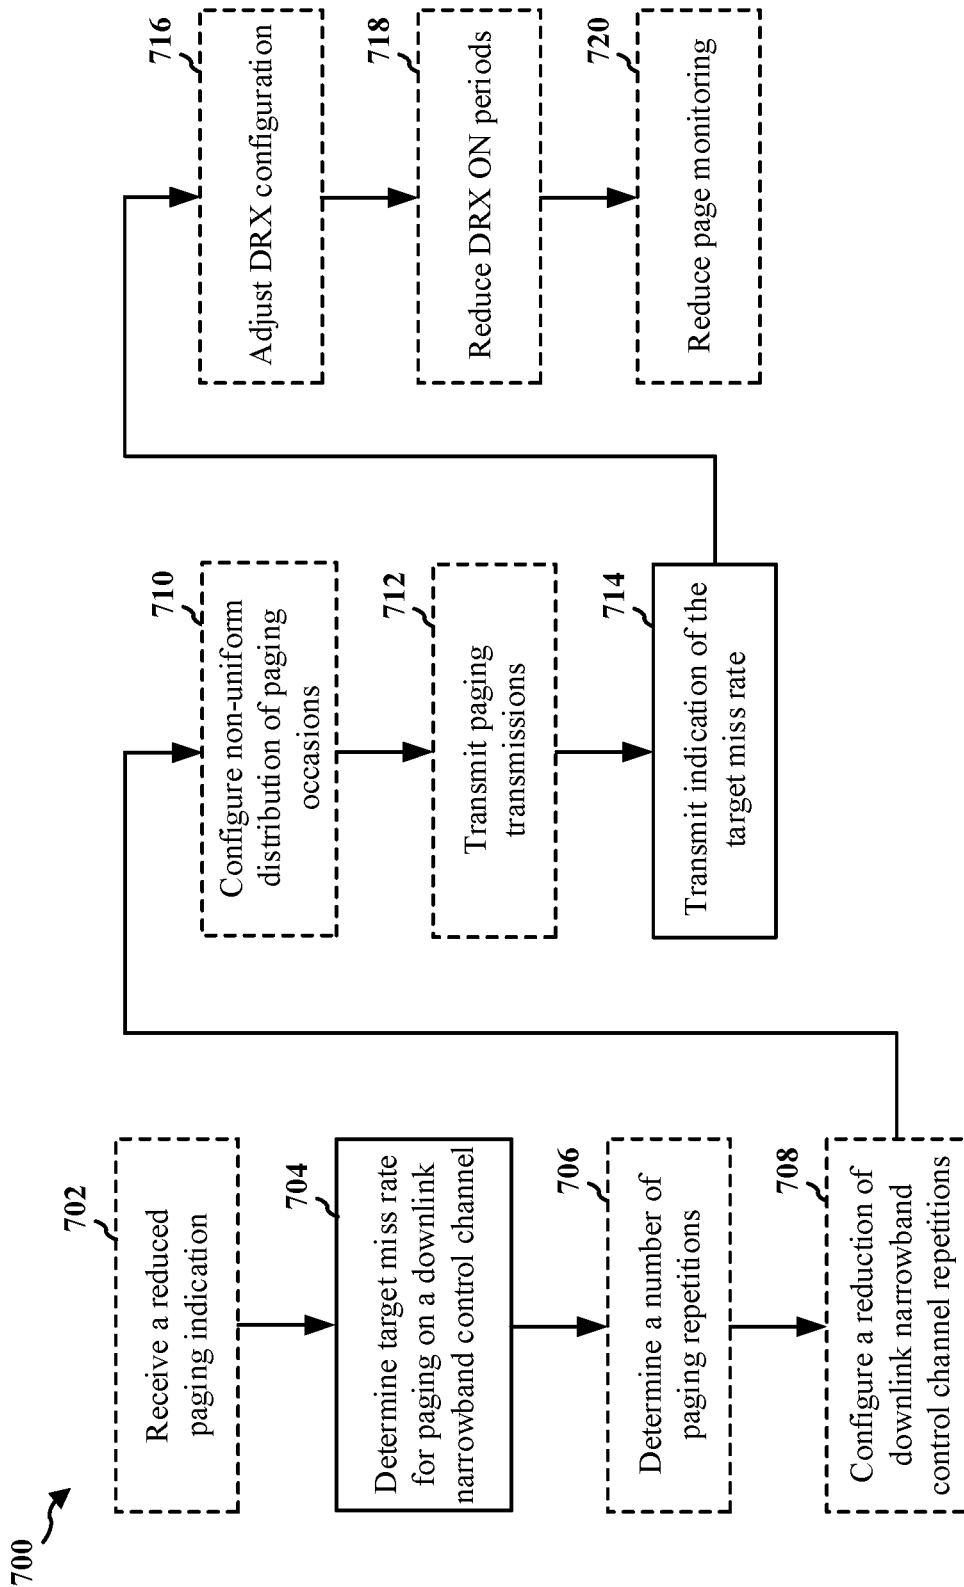 700
702
Receive a reduced
paging indication
704
Determine target miss rate
for paging on a downlink
narrowband control channel
706
Determine a number of
paging repetitions
708
Configure a reduction of
downlink narrowband
control channel repetitions
710
Configure non-uniform
distribution of paging
occasions
712
Transmit paging
transmissions
714
Transmit indication of the
target miss rate
716
Adjust DRX configuration
718
Reduce DRX ON periods
720
Reduce page monitoring